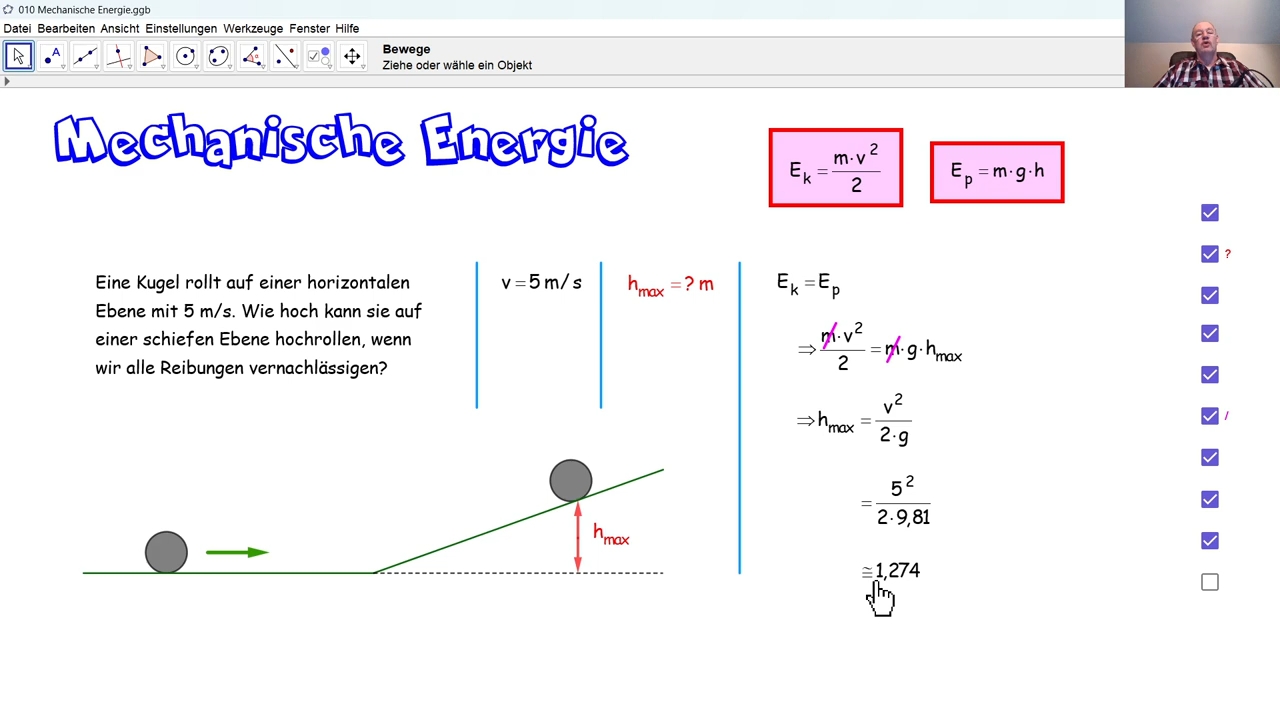 010 Mechanische Energie.ggb
Datei Bearbeiten Ansicht Einstellungen Werkzeuge Fenster Hilfe
A
Bewege
Ziehe oder wähle ein Objekt
Mechanische Energie
E_k = m·v²/2
E_p = m·g·h
Eine Kugel rollt auf einer horizontalen
Ebene mit 5 m/s. Wie hoch kann sie auf
einer schiefen Ebene hochrollen, wenn
wir alle Reibungen vernachlässigen?
v = 5 m/s
h_max = ? m
E_k = E_p
⇒ m·v²/2 = m·g·h_max
⇒ h_max = v²/(2·g)
= 5²/(2·9,81)
≅ 1,274
h_max
?
/